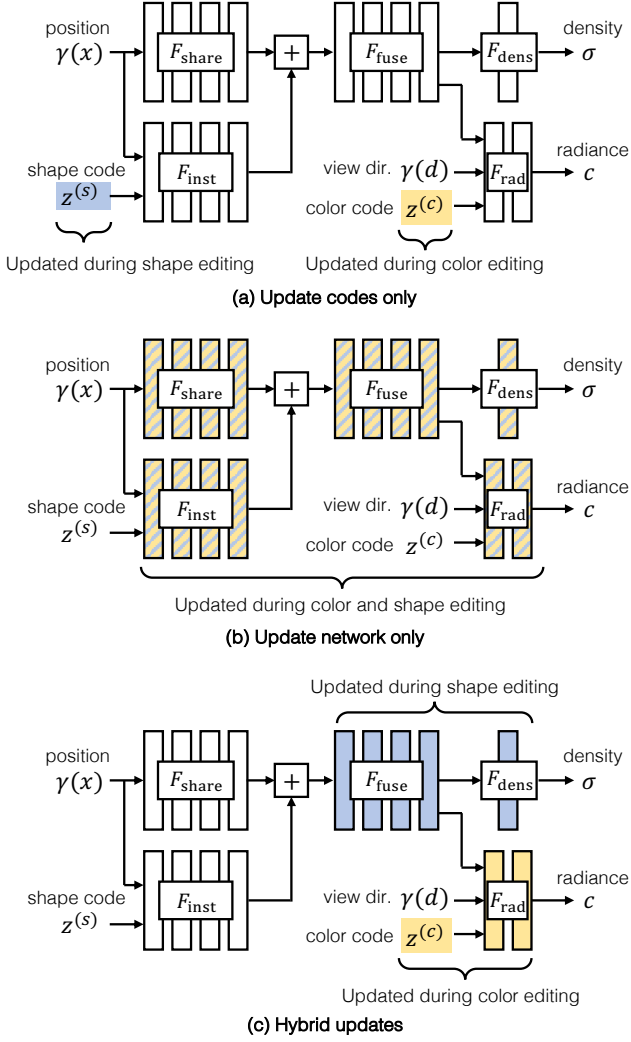 position
γ(x)
F_share
+
F_fuse
F_dens
density
σ
shape code
z^(s)
F_inst
view dir. γ(d)
color code z^(c)
F_rad
radiance
c
Updated during shape editing
Updated during color editing
(a) Update codes only
position
γ(x)
F_share
+
F_fuse
F_dens
density
σ
shape code
z^(s)
F_inst
view dir. γ(d)
color code z^(c)
F_rad
radiance
c
Updated during color and shape editing
(b) Update network only
Updated during shape editing
position
γ(x)
F_share
+
F_fuse
F_dens
density
σ
shape code
z^(s)
F_inst
view dir. γ(d)
color code z^(c)
F_rad
radiance
c
Updated during color editing
(c) Hybrid updates